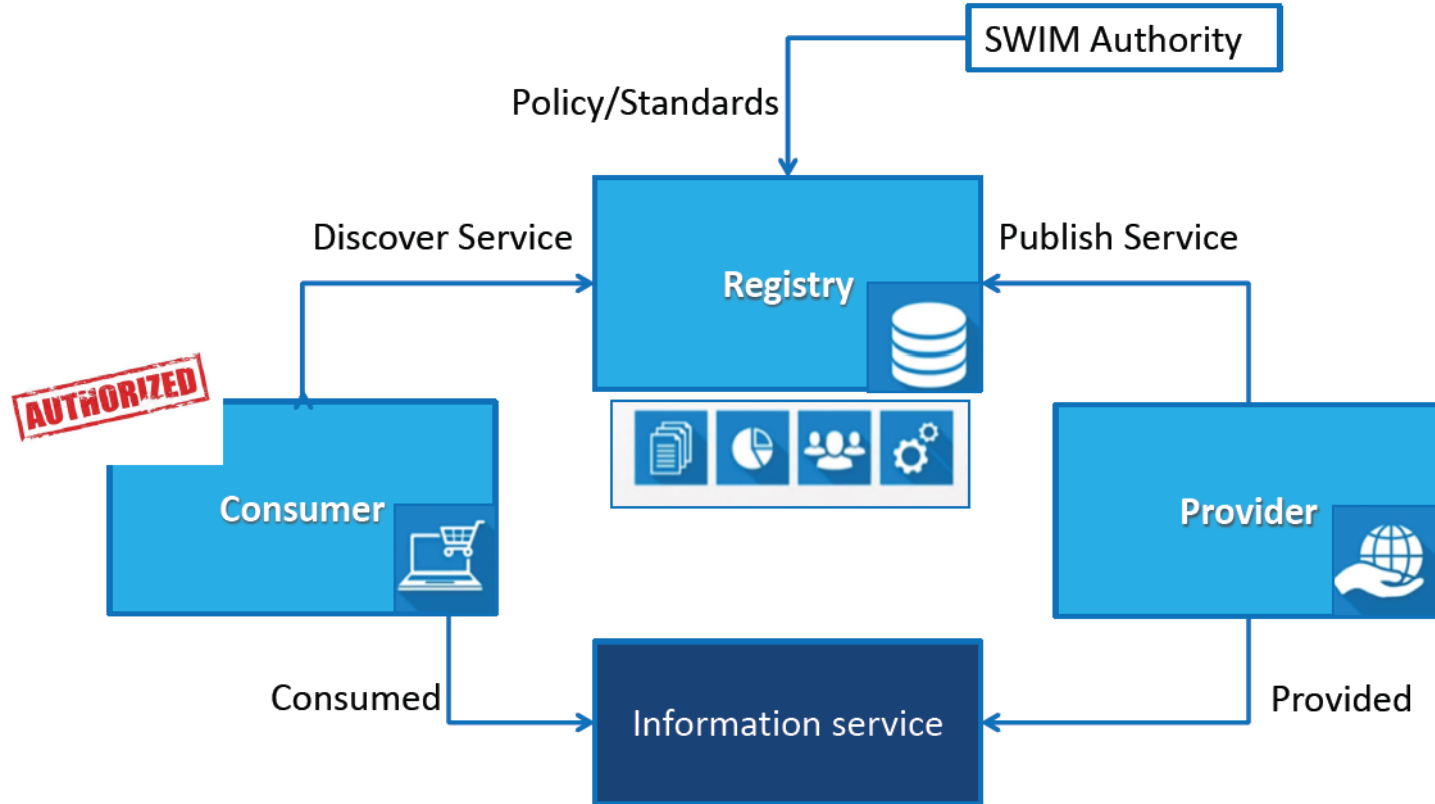 SWIM Authority
Policy/Standards
Discover Service
Publish Service
Registry
AUTHORIZED
Consumer
Provider
Consumed
Provided
Information service